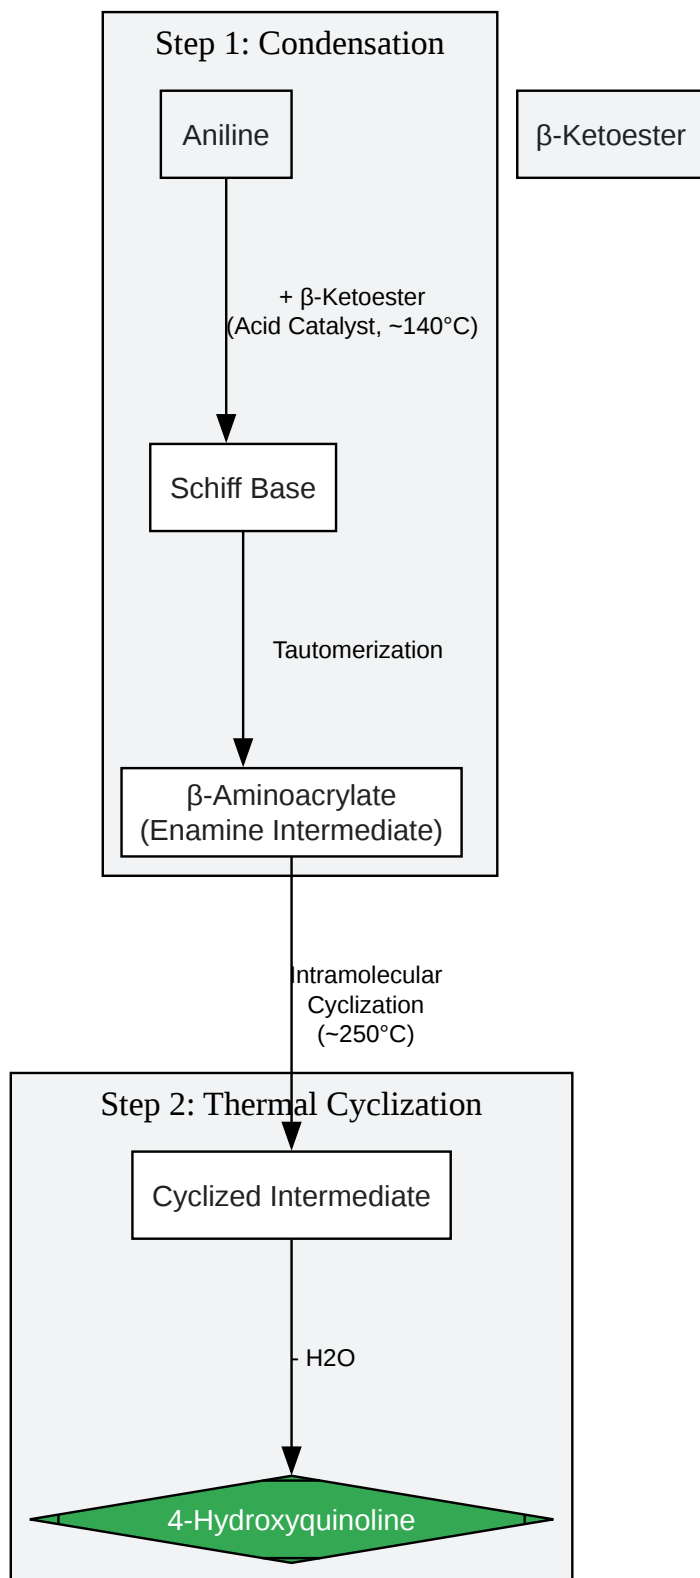 Step 1: Condensation
Aniline
β-Ketoester
+ β-Ketoester
(Acid Catalyst, ~140°C)
Schiff Base
Tautomerization
β-Aminoacrylate
(Enamine Intermediate)
Intramolecular
Cyclization
(~250°C)
Step 2: Thermal Cyclization
Cyclized Intermediate
- H2O
4-Hydroxyquinoline